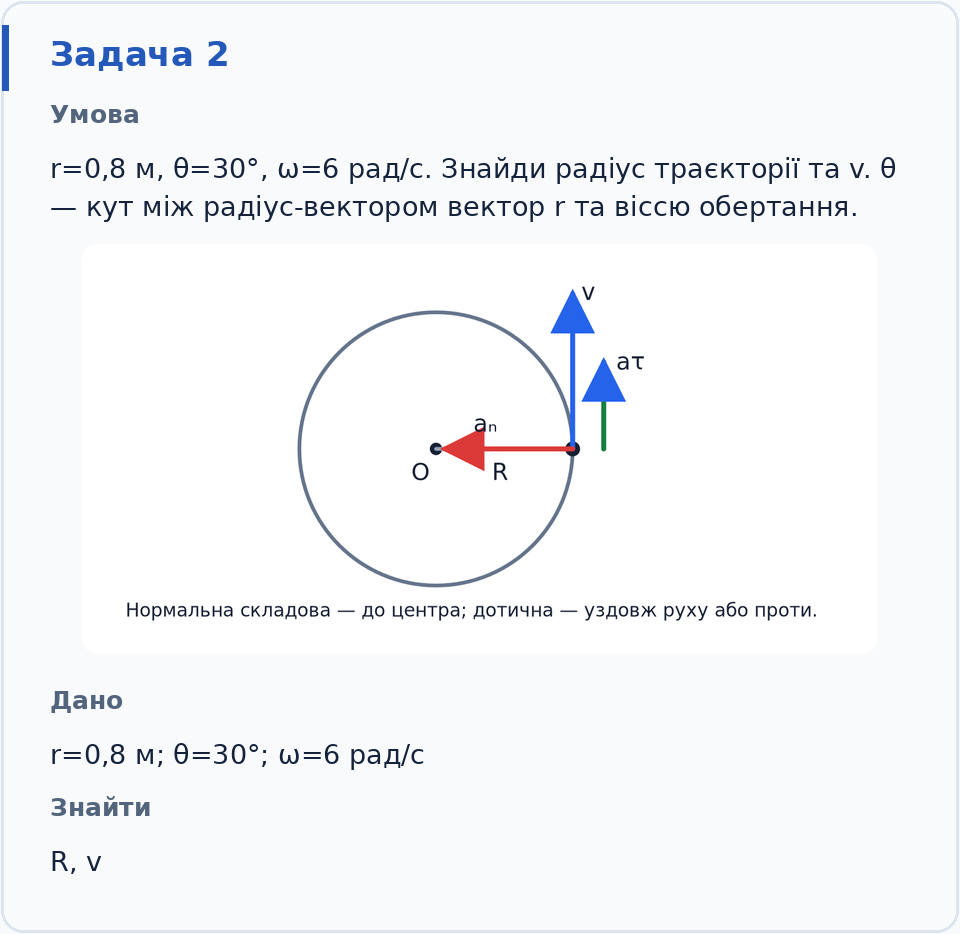 Задача 2
Умова
r=0,8 м, θ=30°, ω=6 рад/с. Знайди радіус траєкторії та v. θ
— кут між радіус-вектором вектор r та віссю обертання.
v
aτ
aₙ
O
R
Нормальна складова — до центра; дотична — уздовж руху або проти.
Дано
r=0,8 м; θ=30°; ω=6 рад/с
Знайти
R, v